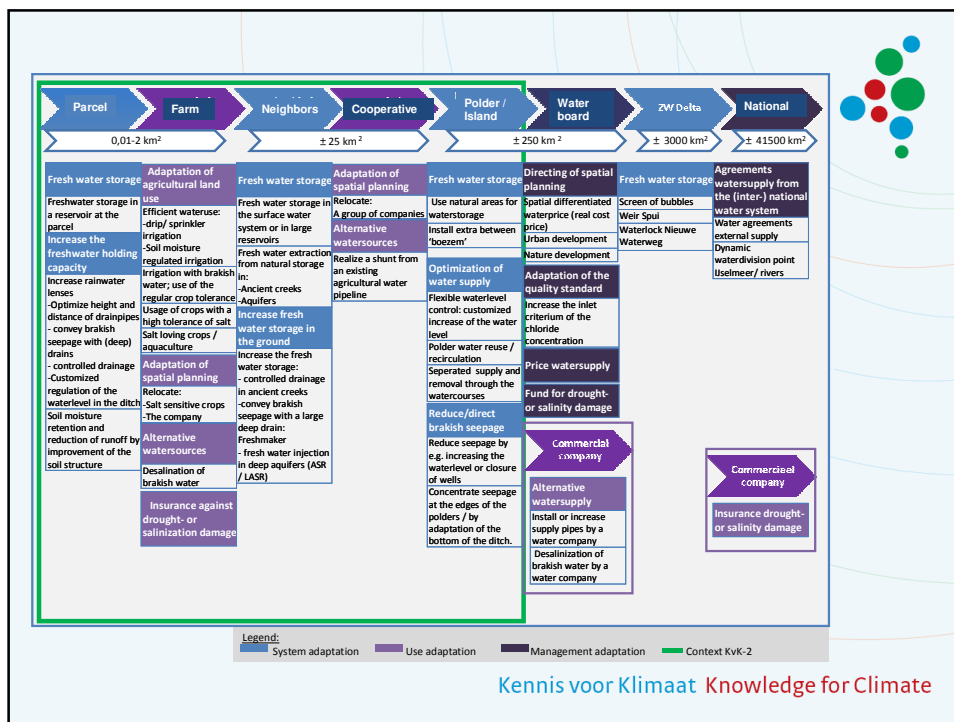 Parcel
Farm
Neighbors
Cooperative
Polder /
Island
Water
board
ZW Delta
National
0,01-2 km²
± 25 km²
± 250 km²
± 3000 km²
± 41500 km²
Fresh water storage
Freshwater storage in
a reservoir at the
parcel
Increase the
freshwater holding
capacity
Increase rainwater
lenses
-Optimize height and
distance of drainpipes
- convey brakish
seepage with (deep)
drains
- controlled drainage
-Customized
regulation of the
waterlevel in the ditch
Soil moisture
retention and
reduction of runoff by
improvement of the
soil structure
Adaptation of
agricultural land
use
Efficient wateruse:
-drip/ sprinkler
irrigation
-Soil moisture
regulated irrigation
Irrigation with brakish
water; use of the
regular crop tolerance
Usage of crops with a
high tolerance of salt
Salt loving crops /
aquaculture
Adaptation of
spatial planning
Relocate:
-Salt sensitive crops
-The company
Alternative
watersources
Desalination of
brakish water
Insurance against
drought- or
salinization damage
Fresh water storage
Fresh water storage in
the surface water
system or in large
reservoirs
Fresh water extraction
from natural storage
in:
-Ancient creeks
-Aquifers
Increase fresh
water storage in
the ground
Increase the fresh
water storage:
- controlled drainage
in ancient creeks
-convey brakish
seepage with a large
deep drain:
Freshmaker
- fresh water injection
in deep aquifers (ASR
/ LASR)
Adaptation of
spatial planning
Relocate:
A group of companies
Alternative
watersources
Realize a shunt from
an existing
agricultural water
pipeline
Fresh water storage
Use natural areas for
waterstorage
Install extra between
'boezem'
Optimization of
water supply
Flexible waterlevel
control: customized
increase of the water
level
Polder water reuse /
recirculation
Seperated supply and
removal through the
watercourses
Reduce/direct
brakish seepage
Reduce seepage by
e.g. increasing the
waterlevel or closure
of wells
Concentrate seepage
at the edges of the
polders / by
adaptation of the
bottom of the ditch.
Directing of spatial
planning
Spatial differentiated
waterprice (real cost
price)
Urban development
Nature development
Adaptation of the
quality standard
Increase the inlet
criterium of the
chloride
concentration
Price watersupply
Fund for drought-
or salinity damage
Commercial
company
Alternative
watersupply
Install or increase
supply pipes by a
water company
Desalinization of
brakish water by a
water company
Fresh water storage
Screen of bubbles
Weir Spui
Waterlock Nieuwe
Waterweg
Agreements
watersupply from
the (inter-) national
water system
Water agreements
external supply
Dynamic
waterdivision point
IJselmeer/ rivers
Commercieel
company
Insurance drought-
or salinity damage
Legend:
System adaptation
Use adaptation
Management adaptation
Context KvK-2
Kennis voor Klimaat Knowledge for Climate